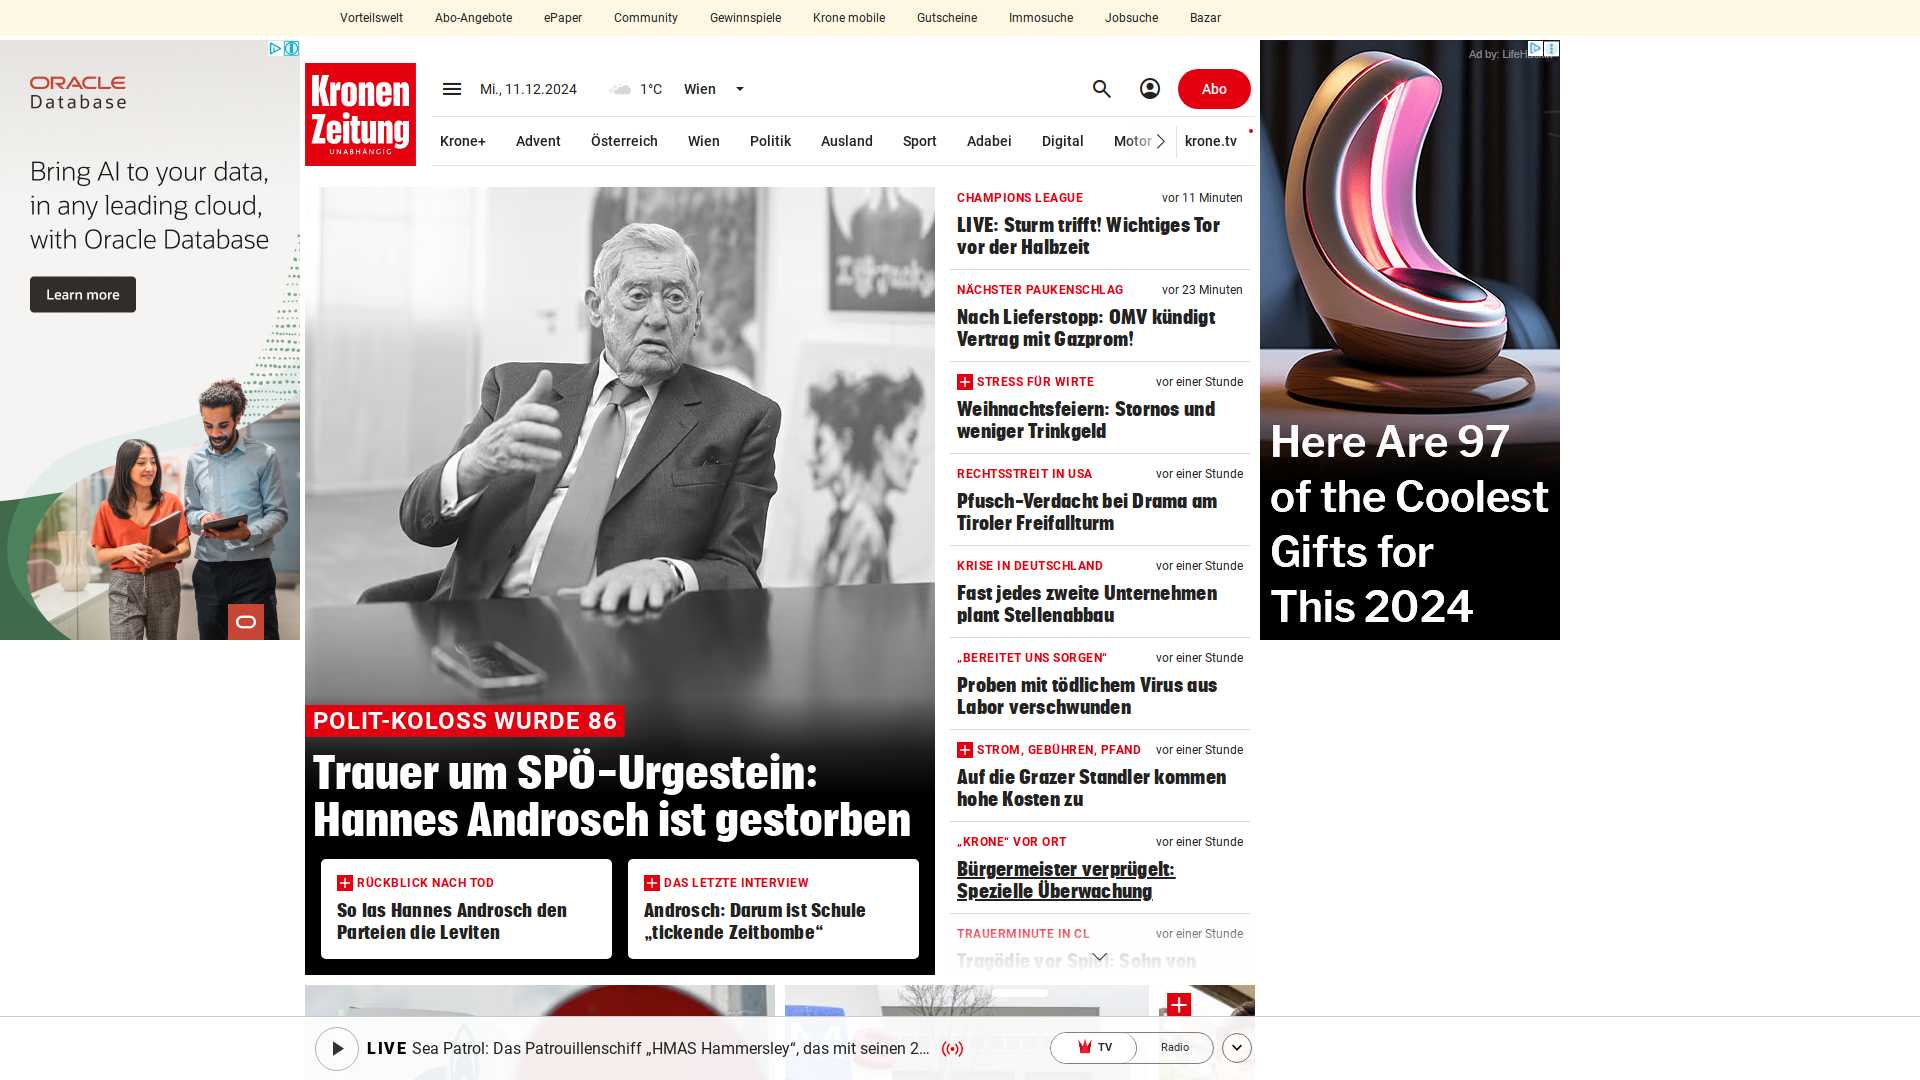 Vorteilswelt Abo-Angebote ePaper Community Gewinnspiele Krone mobile Gutscheine Immosuche Jobsuche Bazar
ORACLE
Database
Bring AI to your data,
in any leading cloud,
with Oracle Database
Learn more
Kronen
Zeitung
UNABHÄNGIG
Mi., 11.12.2024 1°C Wien
Abo
Krone+ Advent Österreich Wien Politik Ausland Sport Adabei Digital Motor krone.tv
POLIT-KOLOSS WURDE 86
Trauer um SPÖ-Urgestein:
Hannes Androsch ist gestorben
RÜCKBLICK NACH TOD
So las Hannes Androsch den
Parteien die Leviten
DAS LETZTE INTERVIEW
Androsch: Darum ist Schule
„tickende Zeitbombe“
CHAMPIONS LEAGUE vor 11 Minuten
LIVE: Sturm trifft! Wichtiges Tor
vor der Halbzeit
NÄCHSTER PAUKENSCHLAG vor 23 Minuten
Nach Lieferstopp: OMV kündigt
Vertrag mit Gazprom!
STRESS FÜR WIRTE vor einer Stunde
Weihnachtsfeiern: Stornos und
weniger Trinkgeld
RECHTSSTREIT IN USA vor einer Stunde
Pfusch-Verdacht bei Drama am
Tiroler Freifallturm
KRISE IN DEUTSCHLAND vor einer Stunde
Fast jedes zweite Unternehmen
plant Stellenabbau
„BEREITET UNS SORGEN“ vor einer Stunde
Proben mit tödlichem Virus aus
Labor verschwunden
STROM, GEBÜHREN, PFAND vor einer Stunde
Auf die Grazer Standler kommen
hohe Kosten zu
„KRONE“ VOR ORT vor einer Stunde
Bürgermeister verprügelt:
Spezielle Überwachung
TRAUERMINUTE IN CL vor einer Stunde
Tragödie vor Spiel: Sohn von
Ad by:
Here Are 97
of the Coolest
Gifts for
This 2024
LIVE Sea Patrol: Das Patrouillenschiff „HMAS Hammersley“, das mit seinen 2...
TV Radio